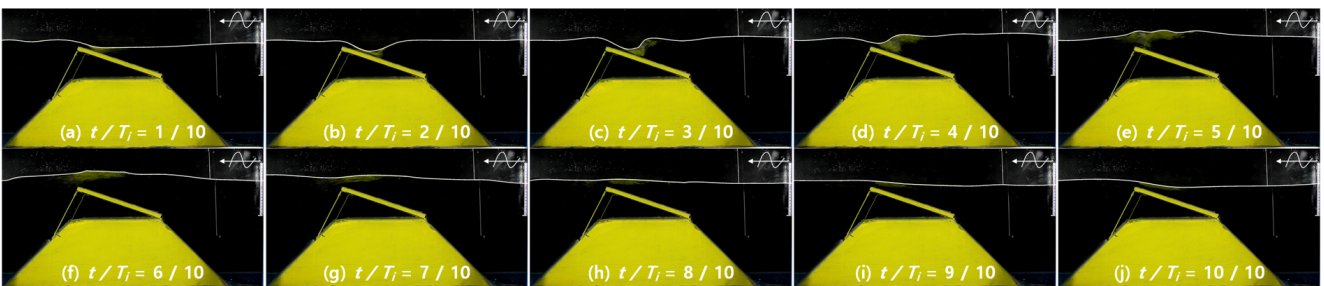 (a) t / Ti = 1 / 10
(b) t / Ti = 2 / 10
(c) t / Ti = 3 / 10
(d) t / Ti = 4 / 10
(e) t / Ti = 5 / 10
(f) t / Ti = 6 / 10
(g) t / Ti = 7 / 10
(h) t / Ti = 8 / 10
(i) t / Ti = 9 / 10
(j) t / Ti = 10 / 10